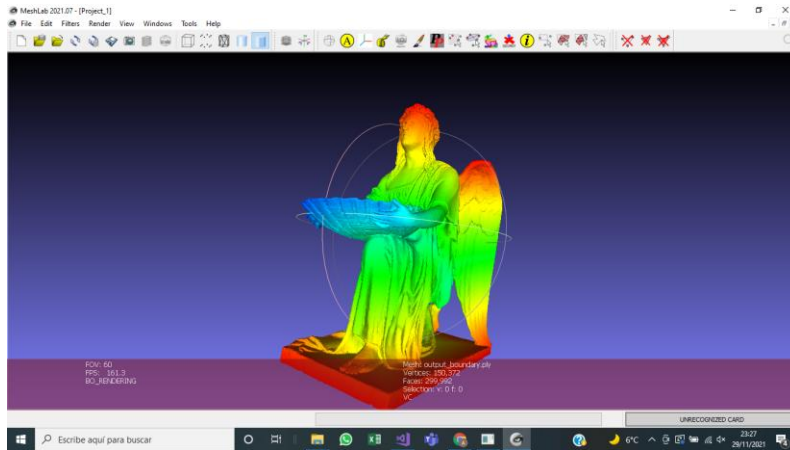 MeshLab 2021.07 - [Project_1]
File Edit Filters Render View Windows Tools Help
A
i
FOV: 60
FPS: 161.3
BO_RENDERING
Mesh: output_boundary.ply
Vertices: 150,372
Faces: 299,992
Selection: v: 0 f: 0
VC
UNRECOGNIZED CARD
Escribe aquí para buscar
6°C
23:27
29/11/2021